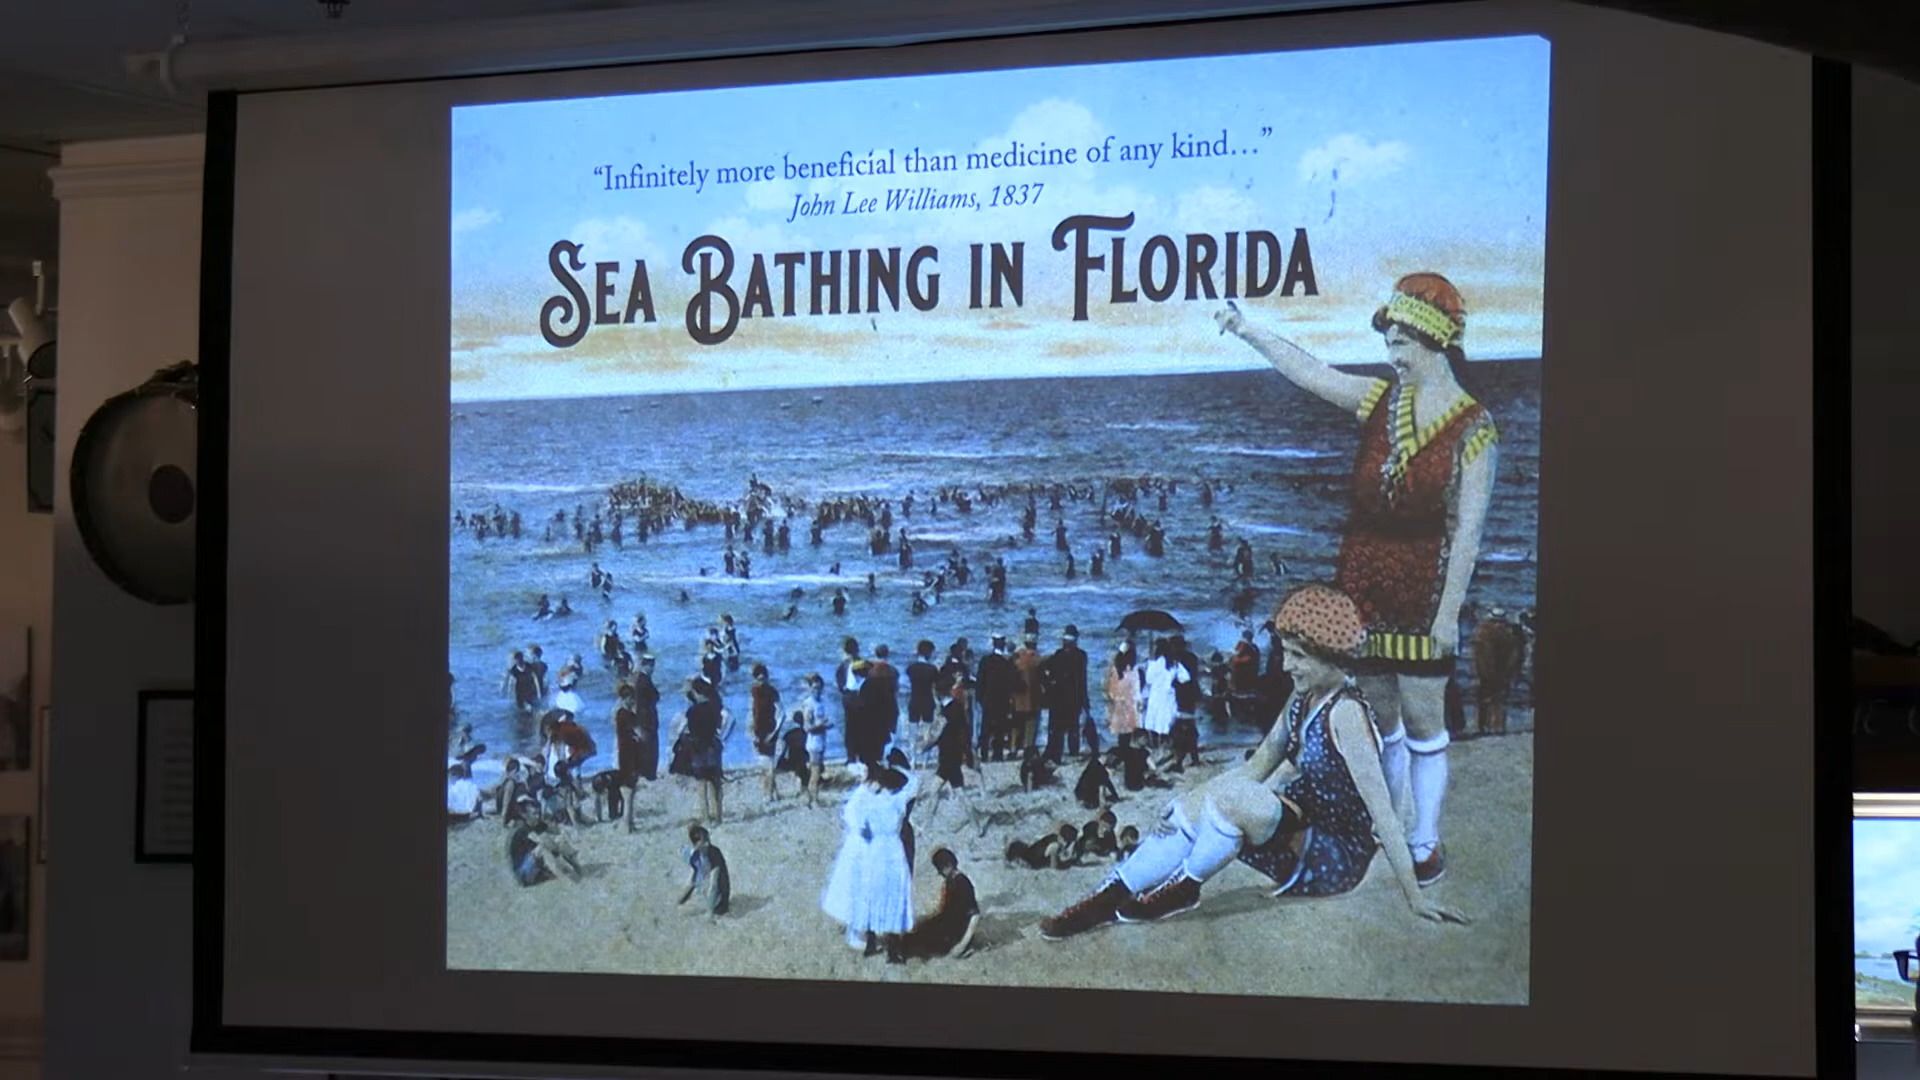 “Infinitely more beneficial than medicine of any kind…”
John Lee Williams, 1837
SEA BATHING IN FLORIDA